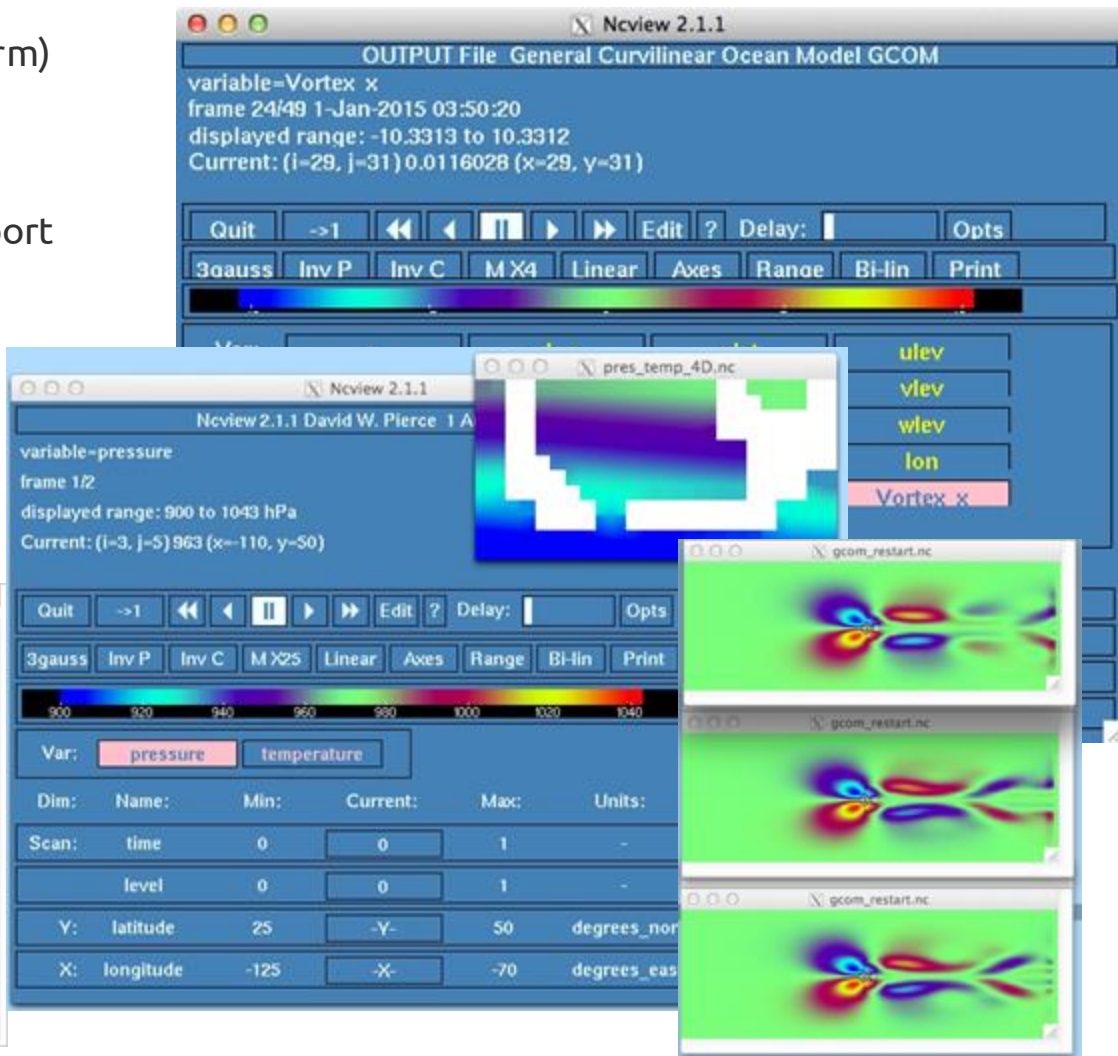 rm)
port
Ncview 2.1.1
OUTPUT File General Curvilinear Ocean Model GCOM
variable=Vortex x
frame 24/49 1-Jan-2015 03:50:20
displayed range: -10.3313 to 10.3312
Current: (i=29, j=31) 0.0116028 (x=29, y=31)
Quit ->1 Edit ? Delay: Opts
3gauss Inv P Inv C M X4 Linear Axes Range Bi-lin Print
ulev
vlev
wlev
lon
Vortex x
Ncview 2.1.1
Ncview 2.1.1 David W. Pierce 1 A
variable=pressure
frame 1/2
displayed range: 900 to 1043 hPa
Current: (i=3, j=5) 963 (x=-110, y=50)
Quit ->1 Edit ? Delay: Opts
3gauss Inv P Inv C M X25 Linear Axes Range Bi-lin Print
900 920 940 960 980 1000 1020 1040
Var: pressure temperature
Dim: Name: Min: Current: Max: Units:
Scan: time 0 0 1 -
level 0 0 1 -
Y: latitude 25 -Y- 50 degrees_nor
X: longitude -125 -X- -70 degrees_eas
pres_temp_4D.nc
gcom_restart.nc
gcom_restart.nc
gcom_restart.nc